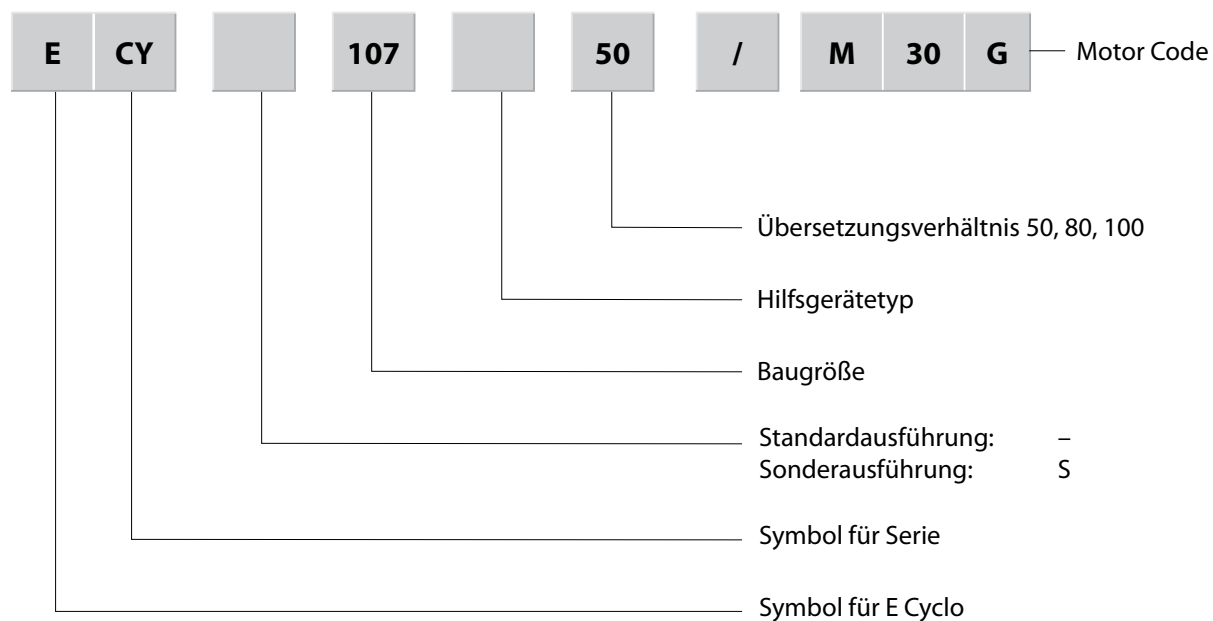 E CY 107 50 / M 30 G Motor Code
Übersetzungsverhältnis 50, 80, 100
Hilfsgerätetyp
Baugröße
Standardausführung: –
Sonderausführung: S
Symbol für Serie
Symbol für E Cyclo